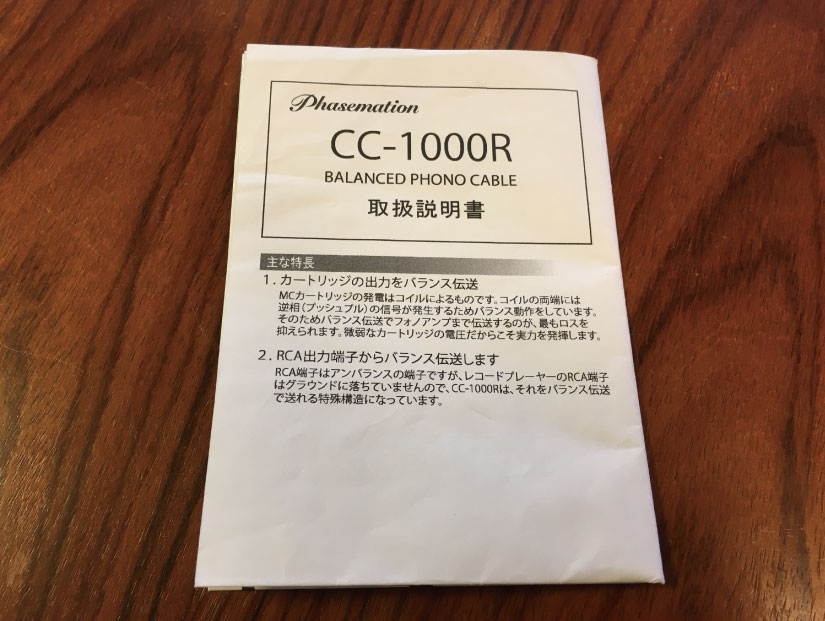 Phasemation
CC-1000R
BALANCED PHONO CABLE
取扱説明書
主な特長
1. カートリッジの出力をバランス伝送
MCカートリッジの発電はコイルによるものです。コイルの両端には
逆相（プッシュプル）の信号が発生するためバランス動作をしています。
そのためバランス伝送でフォノアンプまで伝送するのが、最もロスを
抑えられます。微弱なカートリッジの電圧だからこそ実力を発揮します。
2. RCA出力端子からバランス伝送します
RCA端子はアンバランスの端子ですが、レコードプレーヤーのRCA端子
はグラウンドに落ちていませんので、CC-1000Rは、それをバランス伝送
で送れる特殊構造になっています。